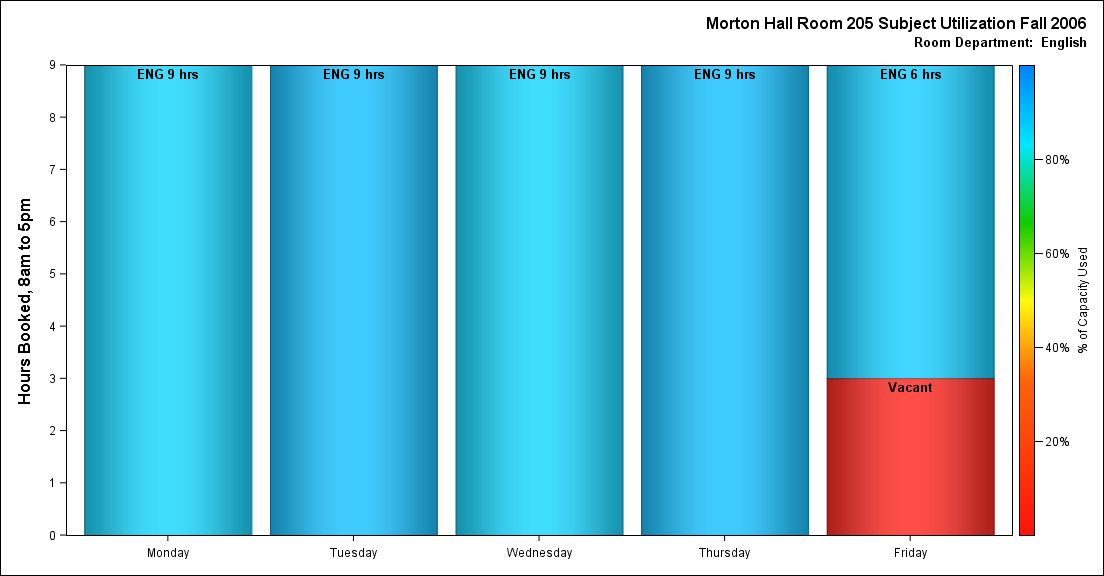 Morton Hall Room 205 Subject Utilization Fall 2006
Room Department: English
Hours Booked, 8am to 5pm
9
8
7
6
5
4
3
2
1
0
ENG 9 hrs
ENG 9 hrs
ENG 9 hrs
ENG 9 hrs
ENG 6 hrs
Vacant
Monday
Tuesday
Wednesday
Thursday
Friday
80%
60%
40%
20%
% of Capacity Used